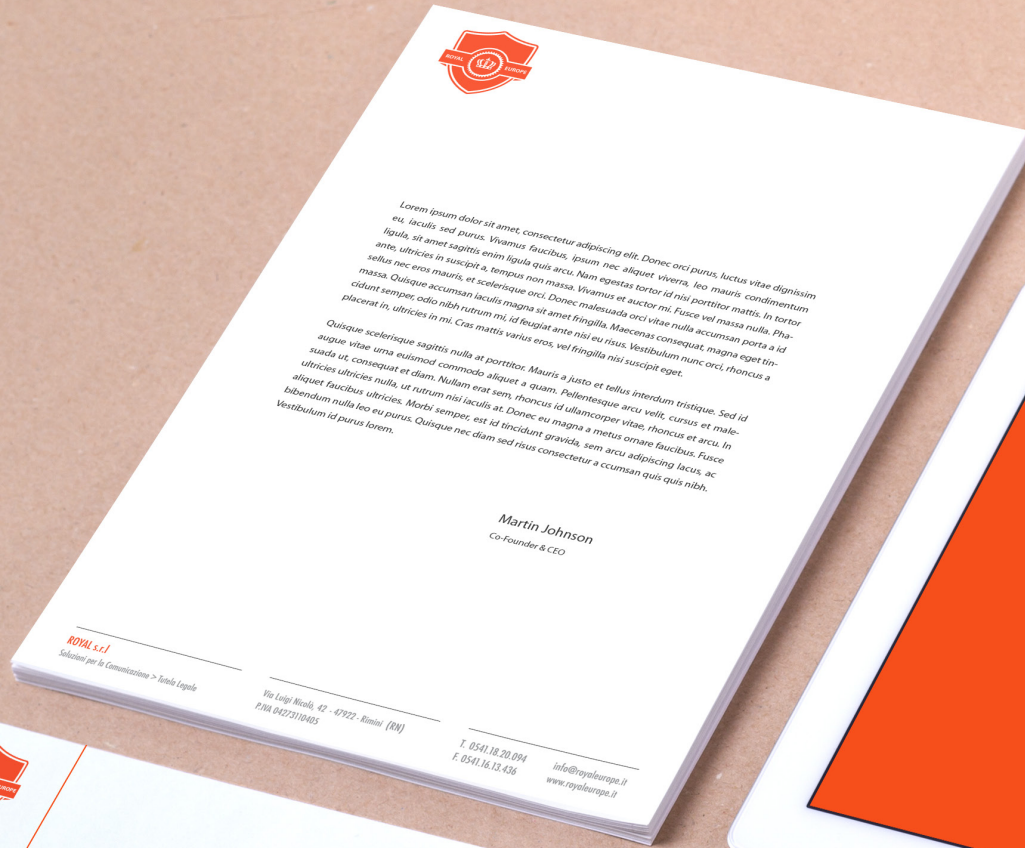 ROYAL EUROPE
Lorem ipsum dolor sit amet, consectetur adipiscing elit. Donec orci purus, luctus vitae dignissim
eu, iaculis sed purus. Vivamus faucibus, ipsum nec aliquet viverra, leo mauris condimentum
ligula, sit amet sagittis enim ligula quis arcu. Nam egestas tortor id nisi porttitor mattis. In tortor
ante, ultricies in suscipit a, tempus non massa. Vivamus et auctor mi. Fusce vel massa nulla. Pha-
sellus nec eros mauris, et scelerisque orci. Donec malesuada orci vitae nulla accumsan porta a id
massa. Quisque accumsan iaculis magna sit amet fringilla. Maecenas consequat, magna eget tin-
cidunt semper, odio nibh rutrum mi, id feugiat ante nisi eu risus. Vestibulum nunc orci, rhoncus a
placerat in, ultricies in mi. Cras mattis varius eros, vel fringilla nisi suscipit eget.
Quisque scelerisque sagittis nulla at porttitor. Mauris a justo et tellus interdum tristique. Sed id
augue vitae urna euismod commodo aliquet a quam. Pellentesque arcu velit, cursus et male-
suada ut, consequat et diam. Nullam erat sem, rhoncus id ullamcorper vitae, rhoncus et arcu. In
ultricies ultricies nulla, ut rutrum nisi iaculis at. Donec eu magna a metus ornare faucibus. Fusce
aliquet faucibus ultricies. Morbi semper, est id tincidunt gravida, sem arcu adipiscing lacus, ac
bibendum nulla leo eu purus. Quisque nec diam sed risus consectetur a ccumsan quis quis nibh.
Vestibulum id purus lorem.
Martin Johnson
Co-Founder & CEO
ROYAL s.r.l
Soluzioni per la Comunicazione > Tutela Legale
Via Luigi Nicolò, 42 - 47922 - Rimini (RN)
P.IVA 04273110405
T. 0541.18.20.094
F. 0541.16.13.436
info@royaleurope.it
www.royaleurope.it